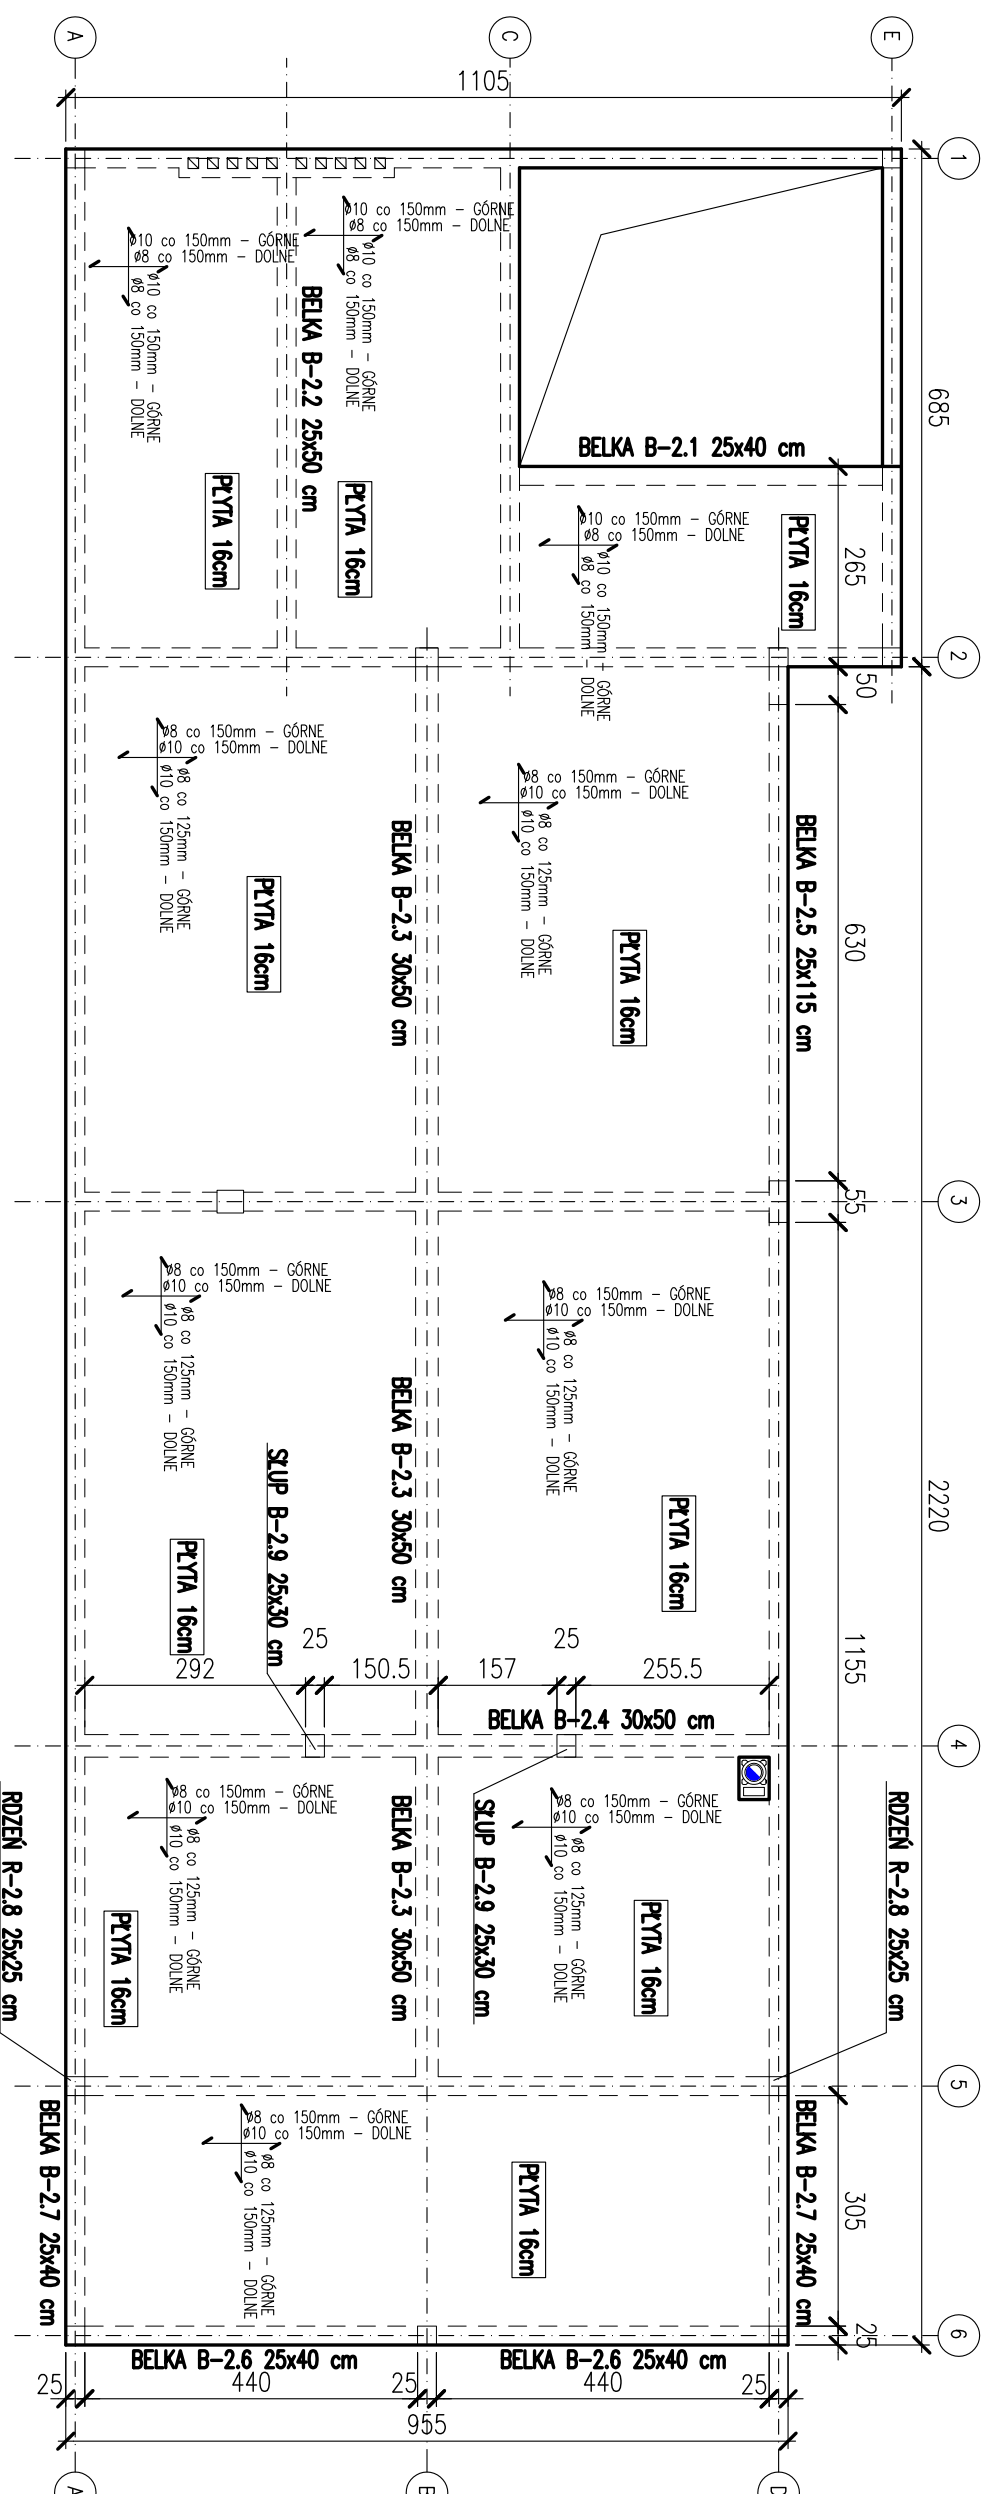 A
C
E
1105
1
685
ø10 co 150mm – GÓRNE
ø8 co 150mm – DOLNE
ø10 co 150mm – GÓRNE
ø8 co 150mm – DOLNE
ø10 co 150mm – GÓRNE
ø8 co 150mm – DOLNE
ø10 co 150mm – GÓRNE
ø8 co 150mm – DOLNE
BELKA B-2.2 25x50 cm
BELKA B-2.1 25x40 cm
PŁYTA 16cm
PŁYTA 16cm
PŁYTA 16cm
265
ø10 co 150mm – GÓRNE
ø8 co 150mm – DOLNE
ø10 co 150mm – GÓRNE
ø8 co 150mm – DOLNE
2
50
ø8 co 150mm – GÓRNE
ø10 co 150mm – DOLNE
ø8 co 125mm – GÓRNE
ø10 co 150mm – DOLNE
ø8 co 150mm – GÓRNE
ø10 co 150mm – DOLNE
ø8 co 125mm – GÓRNE
ø10 co 150mm – DOLNE
BELKA B-2.3 30x50 cm
BELKA B-2.5 25x115 cm
PŁYTA 16cm
PŁYTA 16cm
630
3
55
ø8 co 150mm – GÓRNE
ø10 co 150mm – DOLNE
ø8 co 125mm – GÓRNE
ø10 co 150mm – DOLNE
ø8 co 150mm – GÓRNE
ø10 co 150mm – DOLNE
ø8 co 125mm – GÓRNE
ø10 co 150mm – DOLNE
BELKA B-2.3 30x50 cm
SŁUP B-2.9 25x30 cm
PŁYTA 16cm
PŁYTA 16cm
2220
1155
25
25
292
150.5
157
255.5
BELKA B-2.4 30x50 cm
4
ø8 co 150mm – GÓRNE
ø10 co 150mm – DOLNE
ø8 co 125mm – GÓRNE
ø10 co 150mm – DOLNE
ø8 co 150mm – GÓRNE
ø10 co 150mm – DOLNE
ø8 co 125mm – GÓRNE
ø10 co 150mm – DOLNE
RDZEŃ R-2.8 25x25 cm
BELKA B-2.3 30x50 cm
SŁUP B-2.9 25x30 cm
RDZEŃ R-2.8 25x25 cm
PŁYTA 16cm
PŁYTA 16cm
5
BELKA B-2.7 25x40 cm
ø8 co 150mm – GÓRNE
ø10 co 150mm – DOLNE
ø8 co 125mm – GÓRNE
ø10 co 150mm – DOLNE
PŁYTA 16cm
BELKA B-2.7 25x40 cm
305
25
6
BELKA B-2.6 25x40 cm
BELKA B-2.6 25x40 cm
25
440
25
440
25
955
A
B
D